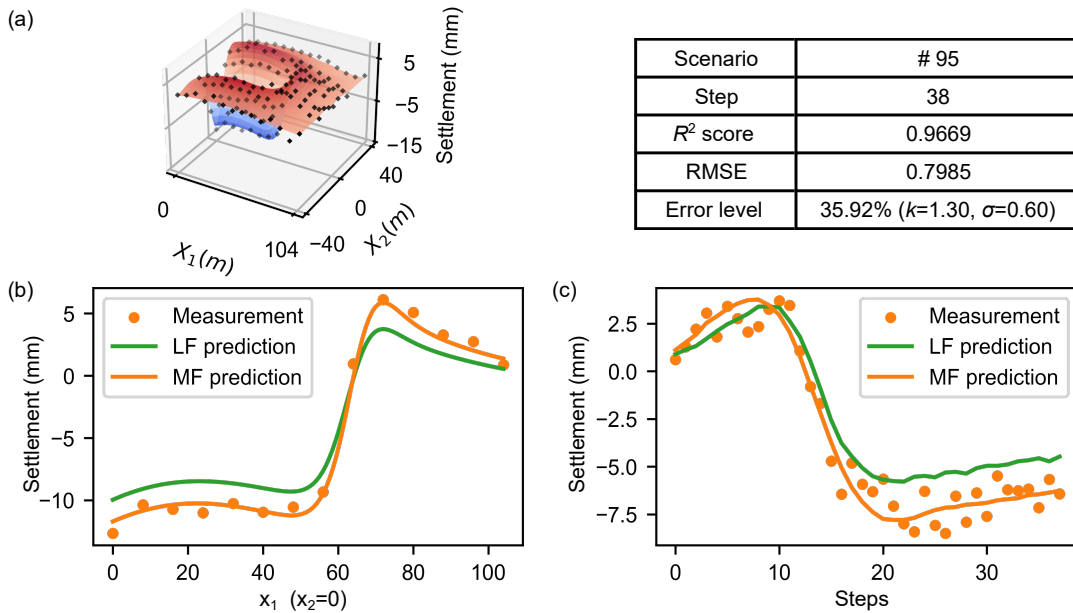 (a)
5
-5
-15
Settlement (mm)
40
0
-40
X₂(m)
0
104
X₁(m)
Scenario # 95
Step 38
R² score 0.9669
RMSE 0.7985
Error level 35.92% (k=1.30, σ=0.60)
(b)
5
0
−5
−10
Settlement (mm)
Measurement
LF prediction
MF prediction
0 20 40 60 80 100
x₁ (x₂=0)
(c)
2.5
0.0
−2.5
−5.0
−7.5
Settlement (mm)
Measurement
LF prediction
MF prediction
0 10 20 30
Steps